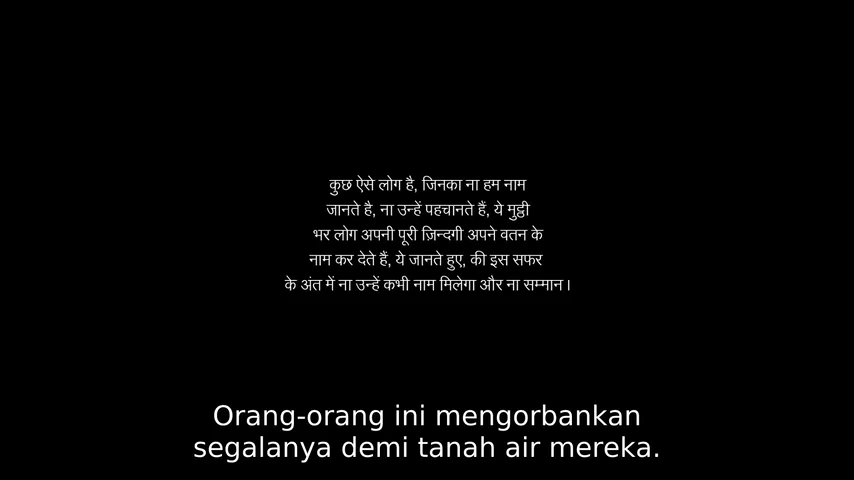 कुछ ऐसे लोग है, जिनका ना हम नाम
जानते है, ना उन्हें पहचानते हैं, ये मुट्ठी
भर लोग अपनी पूरी ज़िन्दगी अपने वतन के
नाम कर देते हैं, ये जानते हुए, की इस सफर
के अंत में ना उन्हें कभी नाम मिलेगा और ना सम्मान।
Orang-orang ini mengorbankan
segalanya demi tanah air mereka.